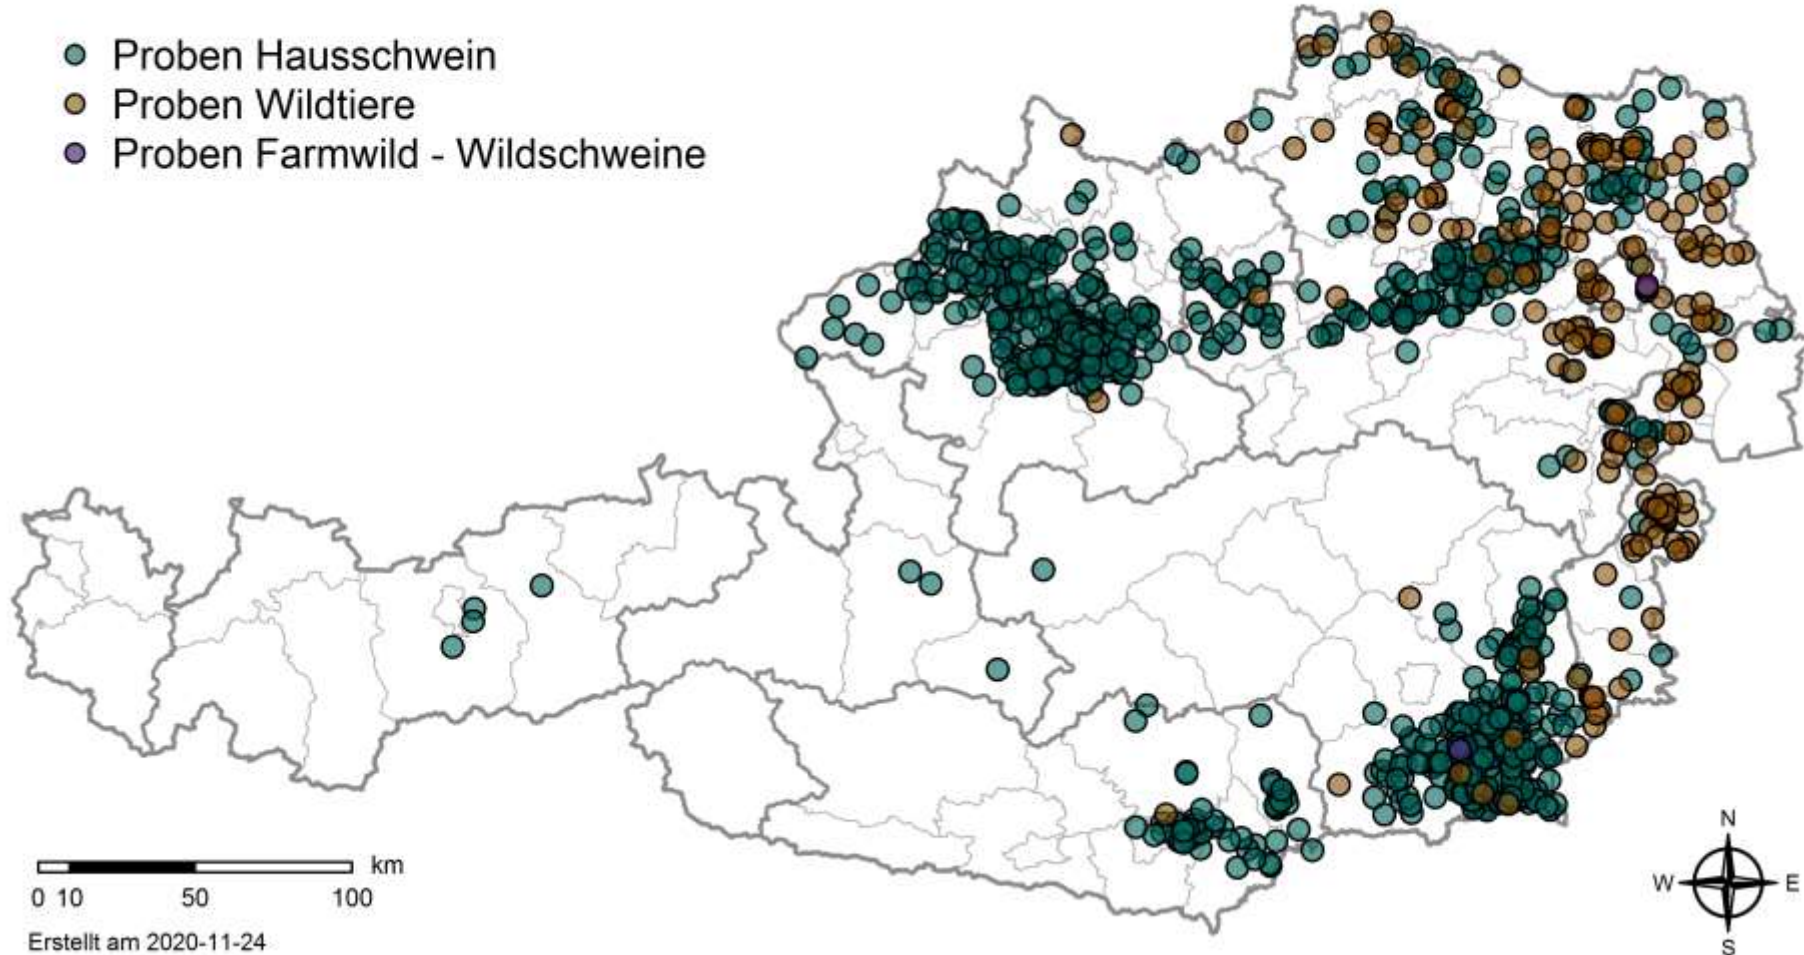 Proben Hausschwein
Proben Wildtiere
Proben Farmwild - Wildschweine
km
0 10 50 100
Erstellt am 2020-11-24
N
W E
S